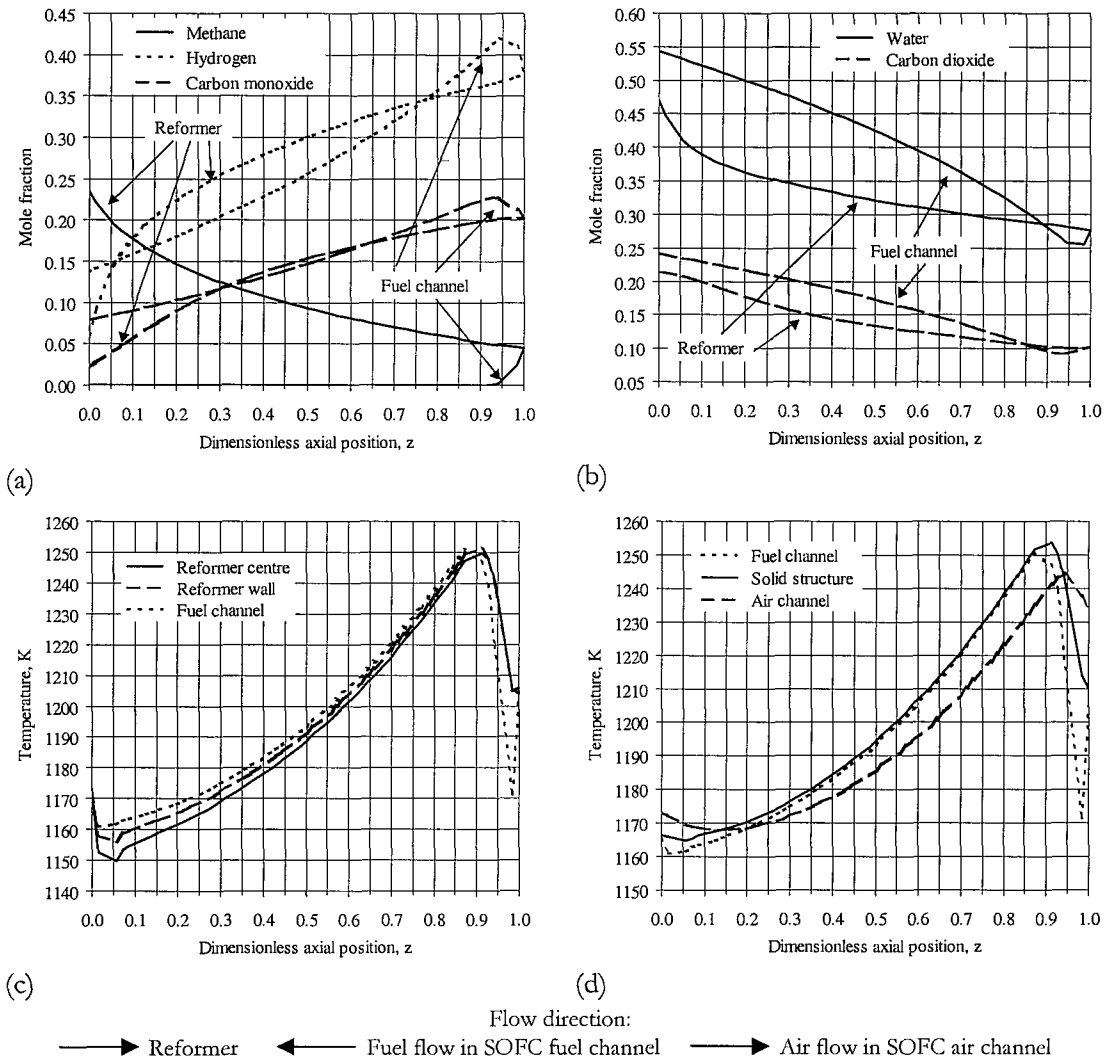 Methane
Hydrogen
Carbon monoxide
Reformer
Fuel channel
0.45
0.40
0.35
0.30
0.25
0.20
0.15
0.10
0.05
0.00
Mole fraction
0.0 0.1 0.2 0.3 0.4 0.5 0.6 0.7 0.8 0.9 1.0
Dimensionless axial position, z
(a)
Water
Carbon dioxide
Fuel channel
Reformer
0.60
0.55
0.50
0.45
0.40
0.35
0.30
0.25
0.20
0.15
0.10
0.05
Mole fraction
0.0 0.1 0.2 0.3 0.4 0.5 0.6 0.7 0.8 0.9 1.0
Dimensionless axial position, z
(b)
Reformer centre
Reformer wall
Fuel channel
1260
1250
1240
1230
1220
1210
1200
1190
1180
1170
1160
1150
1140
Temperature, K
0.0 0.1 0.2 0.3 0.4 0.5 0.6 0.7 0.8 0.9 1.0
Dimensionless axial position, z
(c)
Fuel channel
Solid structure
Air channel
1260
1250
1240
1230
1220
1210
1200
1190
1180
1170
1160
1150
Temperature, K
0.0 0.1 0.2 0.3 0.4 0.5 0.6 0.7 0.8 0.9 1.0
Dimensionless axial position, z
(d)
Flow direction:
Reformer Fuel flow in SOFC fuel channel Air flow in SOFC air channel